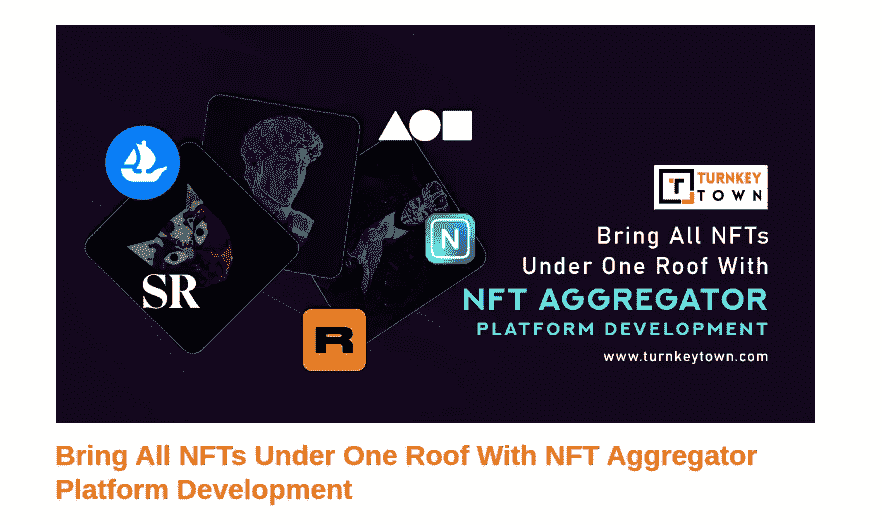 SR
N
R
T
TURNKEY
TOWN
Bring All NFTs
Under One Roof With
NFT AGGREGATOR
PLATFORM DEVELOPMENT
www.turnkeytown.com
Bring All NFTs Under One Roof With NFT Aggregator
Platform Development